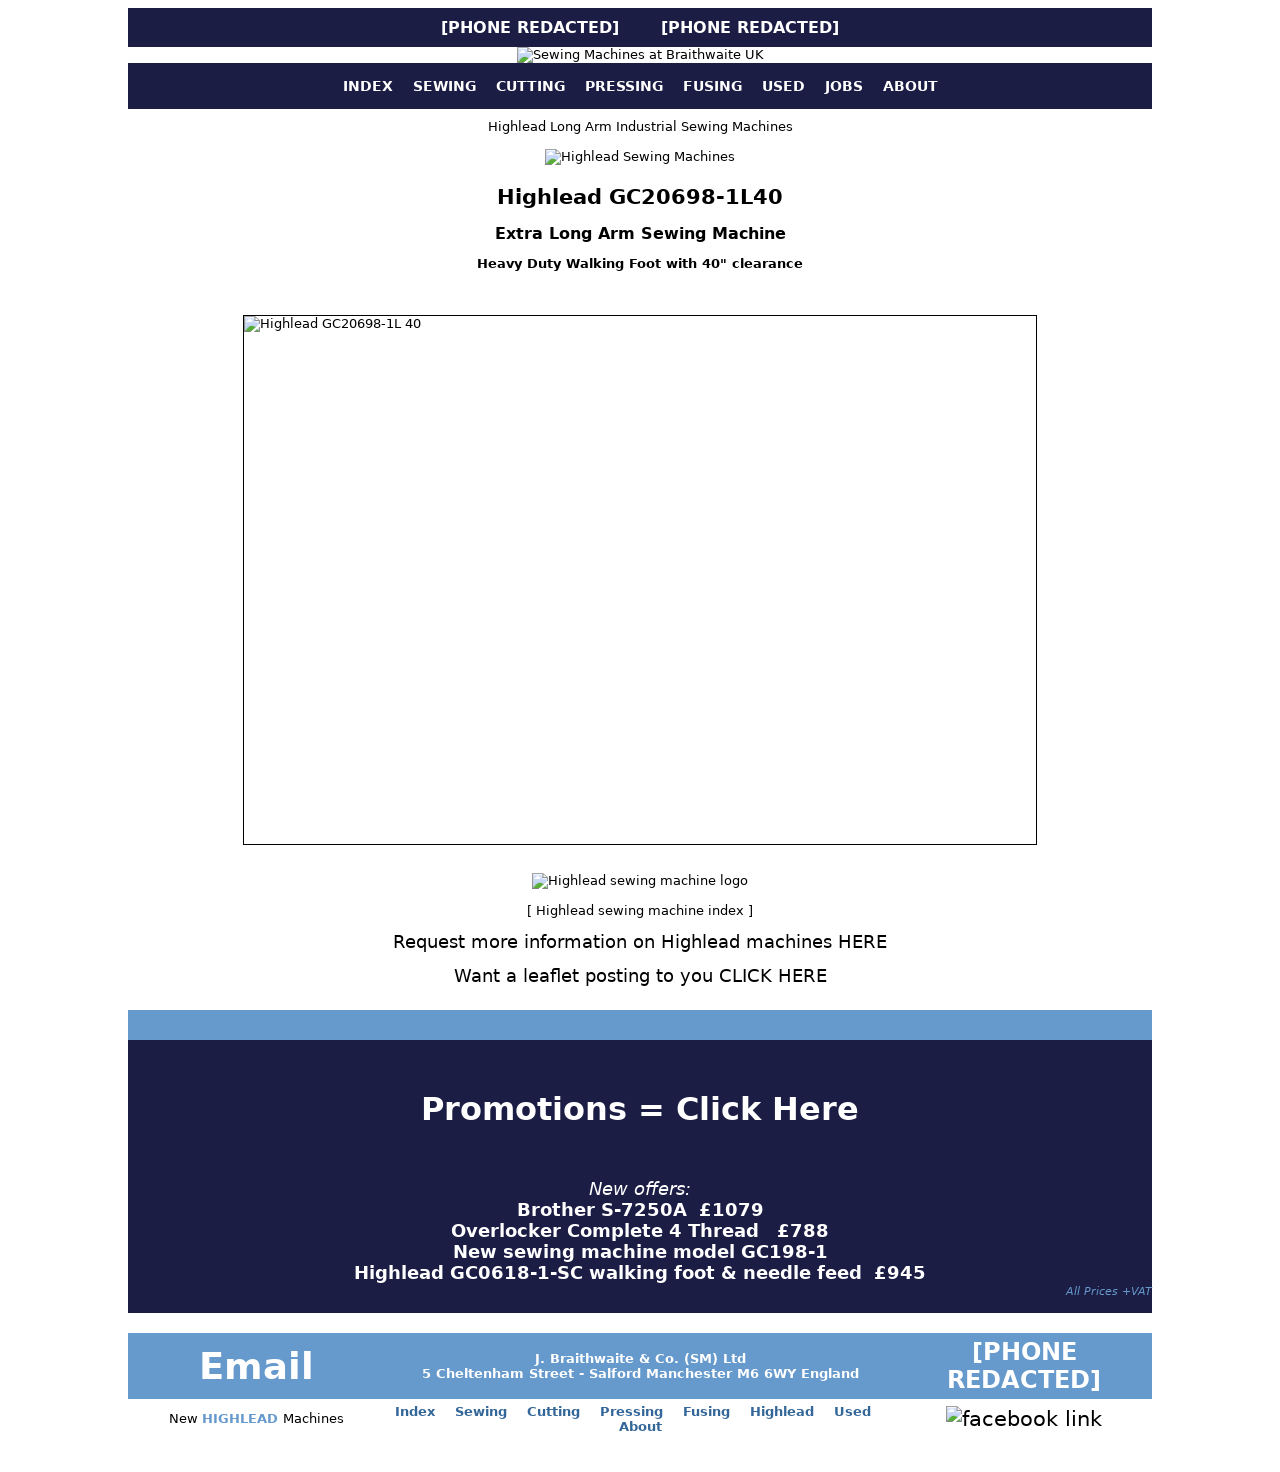 [PHONE REDACTED] [PHONE REDACTED]
Sewing Machines at Braithwaite UK
INDEX SEWING CUTTING PRESSING FUSING USED JOBS ABOUT
Highlead Long Arm Industrial Sewing Machines
Highlead Sewing Machines
Highlead GC20698-1L40
Extra Long Arm Sewing Machine
Heavy Duty Walking Foot with 40" clearance
Highlead GC20698-1L 40
Highlead sewing machine logo
[ Highlead sewing machine index ]
Request more information on Highlead machines HERE
Want a leaflet posting to you CLICK HERE
Promotions = Click Here
New offers:
Brother S-7250A £1079
Overlocker Complete 4 Thread £788
New sewing machine model GC198-1
Highlead GC0618-1-SC walking foot & needle feed £945
All Prices +VAT
Email
J. Braithwaite & Co. (SM) Ltd
5 Cheltenham Street - Salford Manchester M6 6WY England
[PHONE
REDACTED]
New HIGHLEAD Machines
Index Sewing Cutting Pressing Fusing Highlead Used
About
facebook link